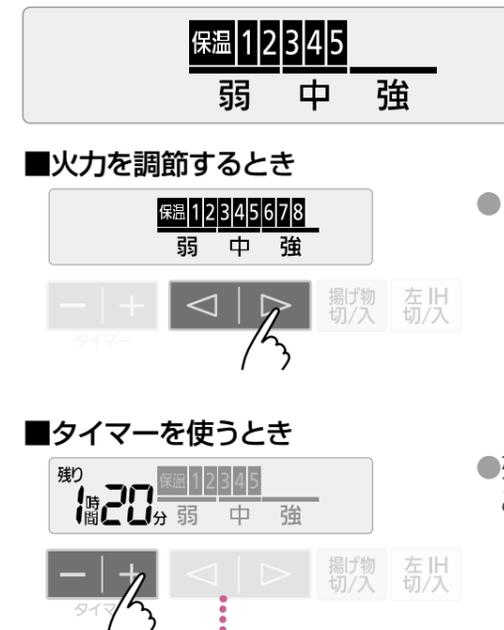 保温 1 2 3 4 5
弱 中 強
■火力を調節するとき
保温 1 2 3 4 5 6 7 8
弱 中 強
− + ◁ ▷ 揚げ物 切/入 左IH 切/入
タイマー
■タイマーを使うとき
残り 1時間20分 保温 1 2 3 4 5
弱 中 強
− + ◁ ▷ 揚げ物 切/入 左IH 切/入
タイマ